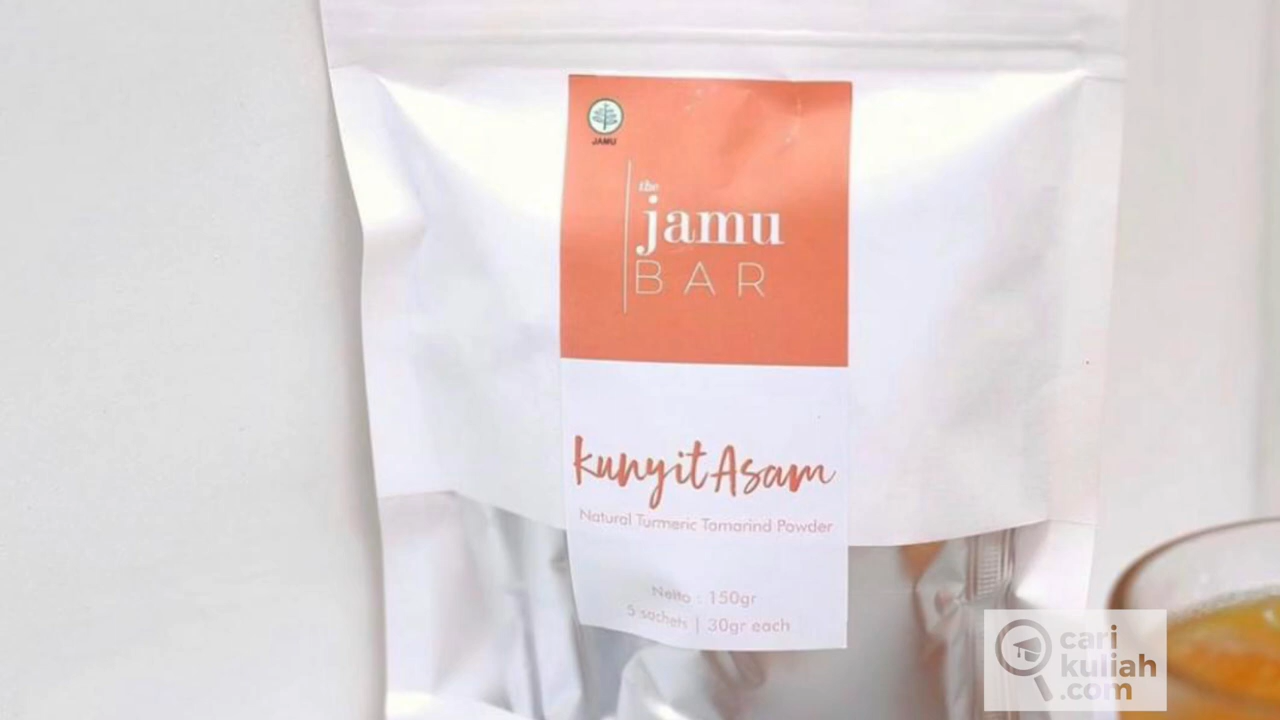 JAMU
the
jamu
BAR
kunyit Asam
Natural Turmeric Tamarind Powder
Netto : 150gr
5 sachets | 30gr each
cari
kuliah
.com